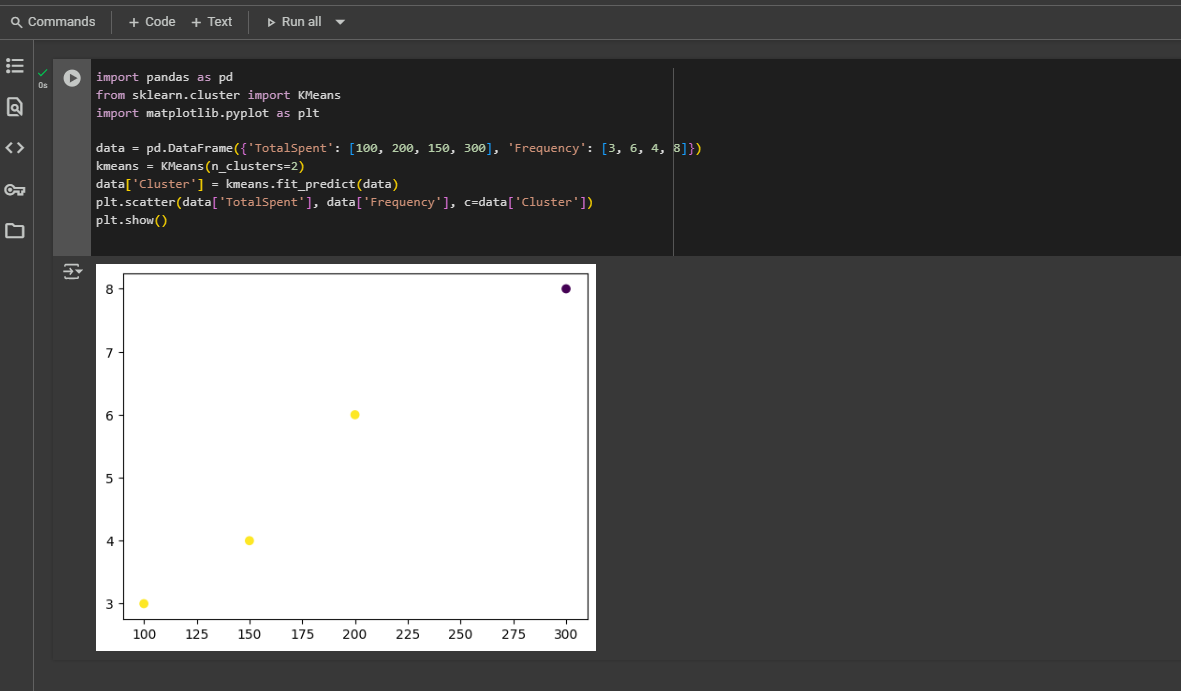 Commands + Code + Text Run all
0s
import pandas as pd
from sklearn.cluster import KMeans
import matplotlib.pyplot as plt
data = pd.DataFrame({'TotalSpent': [100, 200, 150, 300], 'Frequency': [3, 6, 4, 8]})
kmeans = KMeans(n_clusters=2)
data['Cluster'] = kmeans.fit_predict(data)
plt.scatter(data['TotalSpent'], data['Frequency'], c=data['Cluster'])
plt.show()
8
7
6
5
4
3
100 125 150 175 200 225 250 275 300